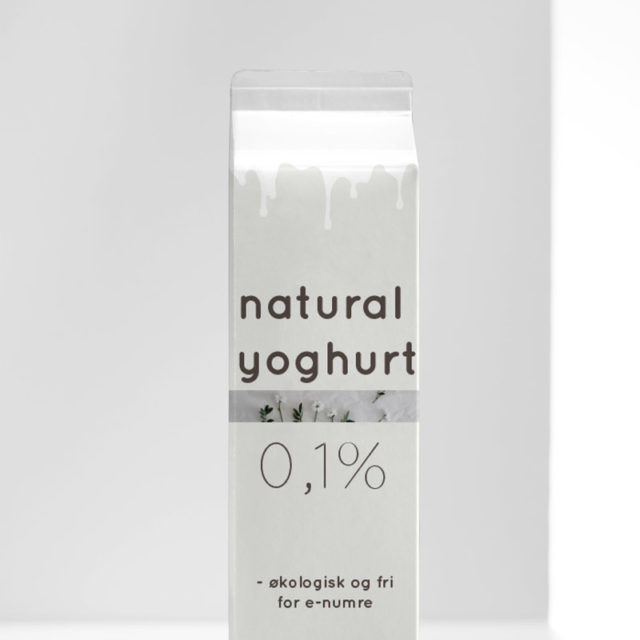 natural
yoghurt
0,1%
- økologisk og fri
for e-numre